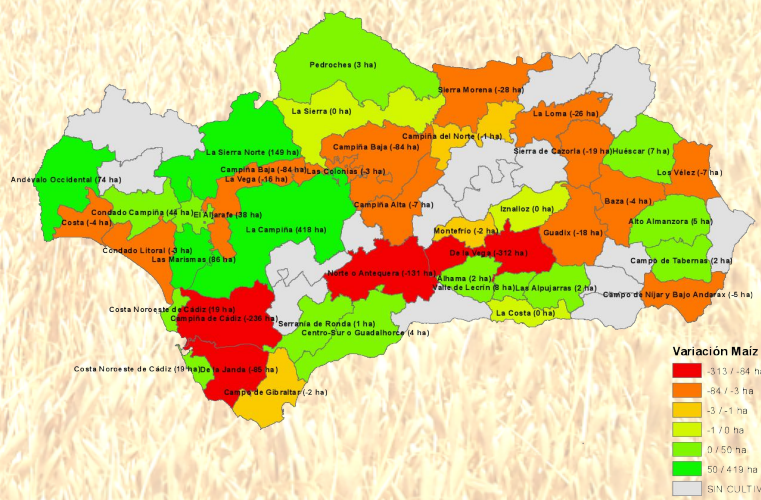 Pedroches (3 ha)
Sierra Morena (-28 ha)
La Sierra (0 ha)
La Loma (-26 ha)
Campiña del Norte (-1 ha)
Campiña Baja (-84 ha)
La Sierra Norte (149 ha)
Sierra de Cazorla (-19 ha)
Huéscar (7 ha)
Campiña Baja (-84 ha)
Las Colonias (-3 ha)
Los Vélez (-7 ha)
Andévalo Occidental (74 ha)
La Vega (-16 ha)
Baza (-4 ha)
Campiña Alta (-7 ha)
Iznalloz (0 ha)
Condado Campiña (44 ha)
El Aljarafe (38 ha)
Costa (-4 ha)
Alto Almanzora (5 ha)
La Campiña (418 ha)
Montefrío (-2 ha)
Guadix (-18 ha)
Condado Litoral (-3 ha)
De la Vega (-312 ha)
Las Marismas (86 ha)
Campo de Tabernas (2 ha)
Norte o Antequera (-131 ha)
Alhama (2 ha)
Valle de Lecrín (8 ha)
Las Alpujarras (2 ha)
Campo de Níjar y Bajo Andarax (-5 ha)
Costa Noroeste de Cádiz (19 ha)
La Costa (0 ha)
Serranía de Ronda (1 ha)
Centro-Sur o Guadalhorce (4 ha)
Costa Noroeste de Cádiz (19 ha)
De la Janda (-85 ha)
Campo de Gibraltar (-2 ha)
Variación Maíz
-313 / -84 ha
-84 / -3 ha
-3 / -1 ha
-1 / 0 ha
0 / 50 ha
50 / 419 ha